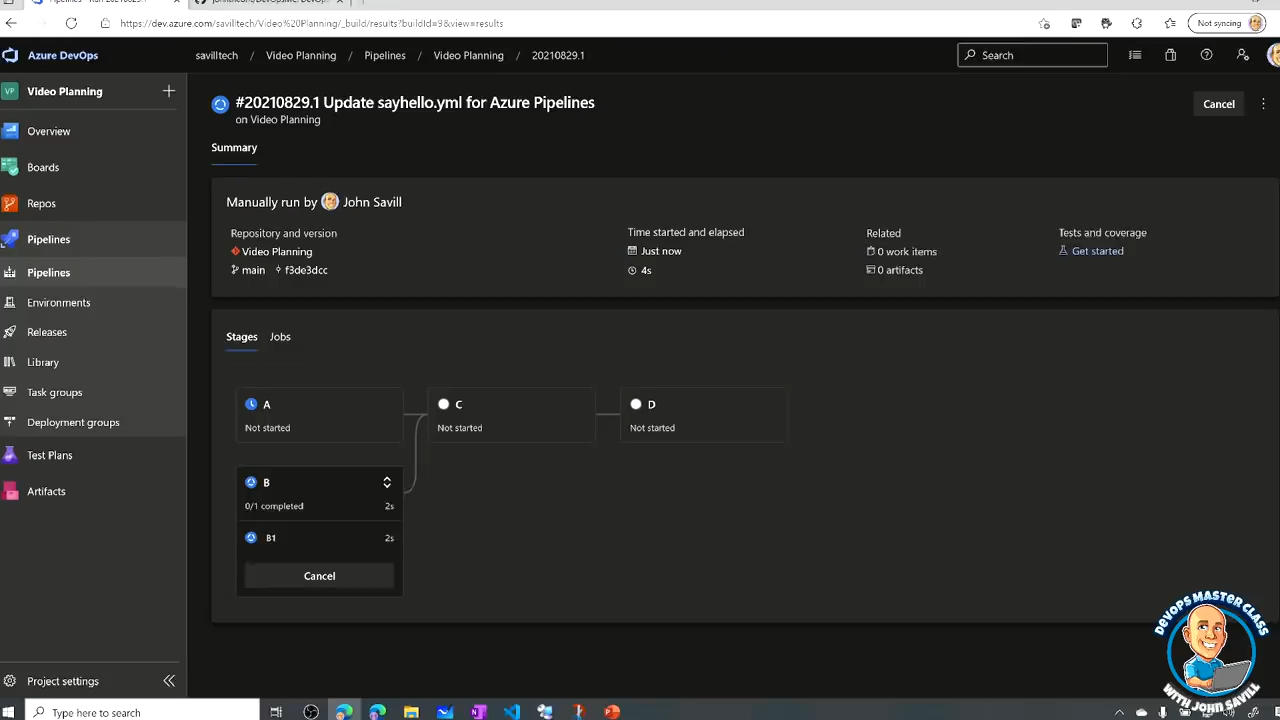 Pipelines - Run 20210829.1
https://dev.azure.com/savilltech/Video%20Planning/_build/results?buildId=9&view=results
Not syncing
Azure DevOps
savilltech / Video Planning / Pipelines / Video Planning / 20210829.1
Search
VP Video Planning
Overview
Boards
Repos
Pipelines
Pipelines
Environments
Releases
Library
Task groups
Deployment groups
Test Plans
Artifacts
Project settings
#20210829.1 Update sayhello.yml for Azure Pipelines
on Video Planning
Cancel
Summary
Manually run by John Savill
Repository and version
Video Planning
main f3de3dcc
Time started and elapsed
Just now
4s
Related
0 work items
0 artifacts
Tests and coverage
Get started
Stages Jobs
A
Not started
C
Not started
D
Not started
B
0/1 completed 2s
B1 2s
Cancel
DEVOPS MASTER CLASS
WITH JOHN SAVILL
Type here to search